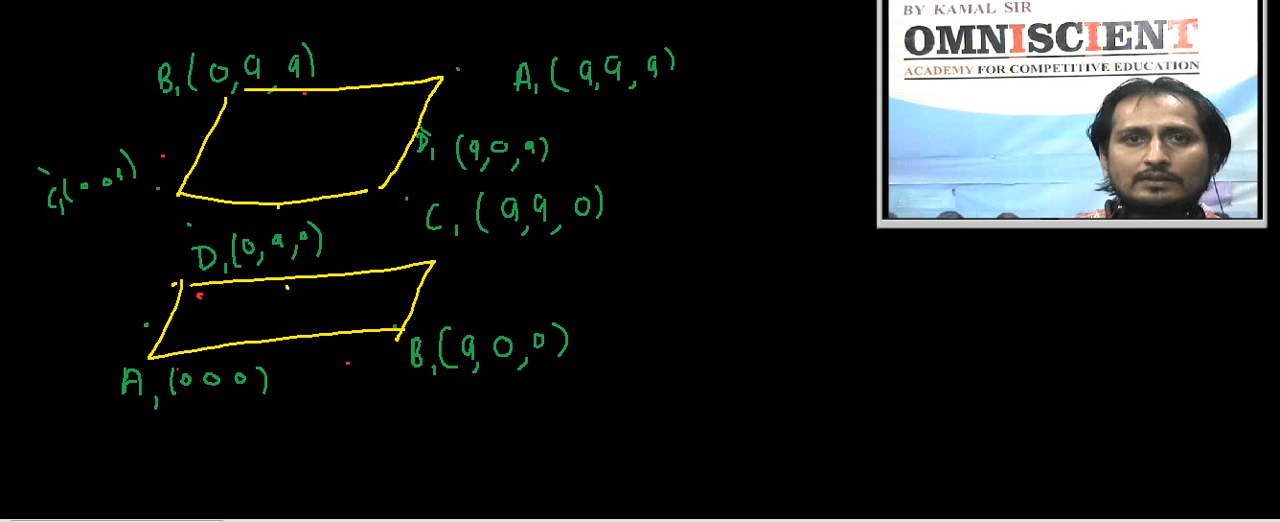 BY KAMAL SIR
OMNISCIENT
ACADEMY FOR COMPETITIVE EDUCATION
B₁(0,a,a)
A₁(a,a,a)
D₁(a,0,a)
C₁(a,a,0)
D₁(0,a,0)
B₁(a,0,0)
A₁(0 0 0)